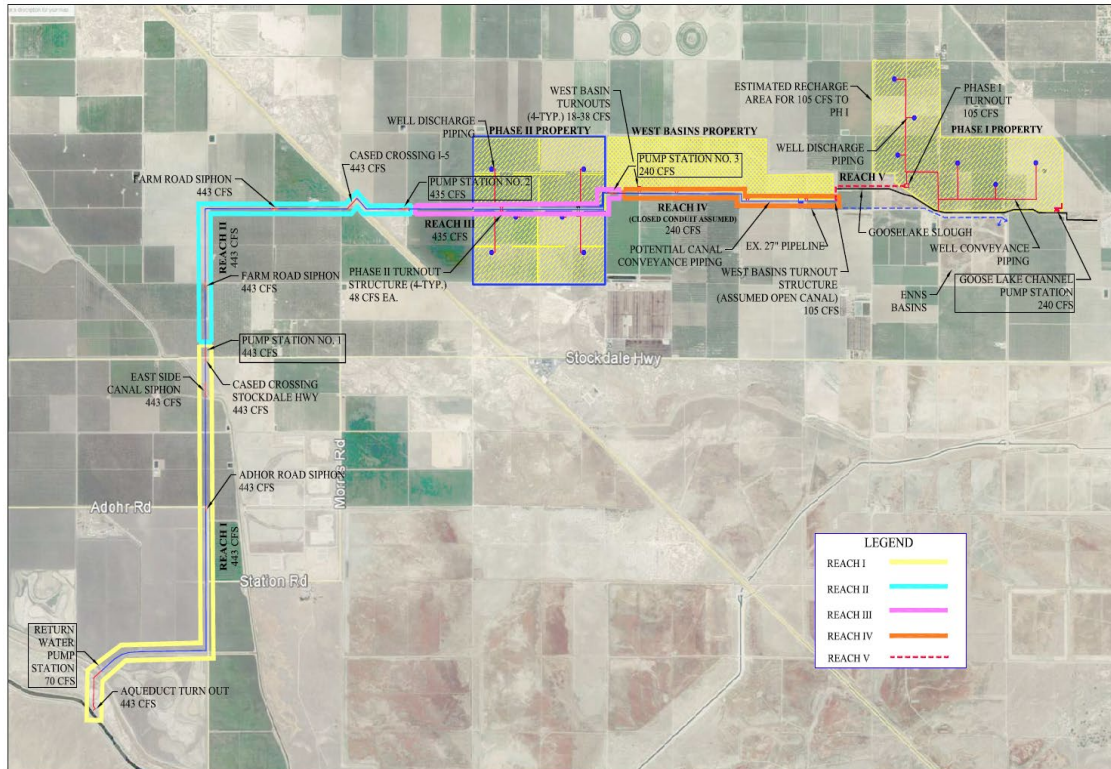 WEST BASIN
TURNOUTS
(4-TYP.) 18-38 CFS
ESTIMATED RECHARGE
AREA FOR 105 CFS TO
PH I
PHASE I
TURNOUT
105 CFS
WELL DISCHARGE
PIPING
PHASE II PROPERTY
WEST BASINS PROPERTY
WELL DISCHARGE
PIPING
PHASE I PROPERTY
CASED CROSSING I-5
443 CFS
PUMP STATION NO. 3
240 CFS
FARM ROAD SIPHON
443 CFS
PUMP STATION NO. 2
435 CFS
REACH V
REACH III
435 CFS
REACH IV
(CLOSED CONDUIT ASSUMED)
240 CFS
REACH II
443 CFS
GOOSELAKE SLOUGH
POTENTIAL CANAL
CONVEYANCE PIPING
EX. 27" PIPELINE
WELL CONVEYANCE
PIPING
FARM ROAD SIPHON
443 CFS
PHASE II TURNOUT
STRUCTURE (4-TYP.)
48 CFS EA.
WEST BASINS TURNOUT
STRUCTURE
(ASSUMED OPEN CANAL)
105 CFS
ENNS
BASINS
GOOSE LAKE CHANNEL
PUMP STATION
240 CFS
PUMP STATION NO. 1
443 CFS
Stockdale Hwy
EAST SIDE
CANAL SIPHON
443 CFS
CASED CROSSING
STOCKDALE HWY
443 CFS
ADHOR ROAD SIPHON
443 CFS
Morris Rd
Adohr Rd
REACH I
443 CFS
Station Rd
LEGEND
REACH I
REACH II
REACH III
REACH IV
REACH V
RETURN
WATER
PUMP
STATION
70 CFS
AQUEDUCT TURN OUT
443 CFS